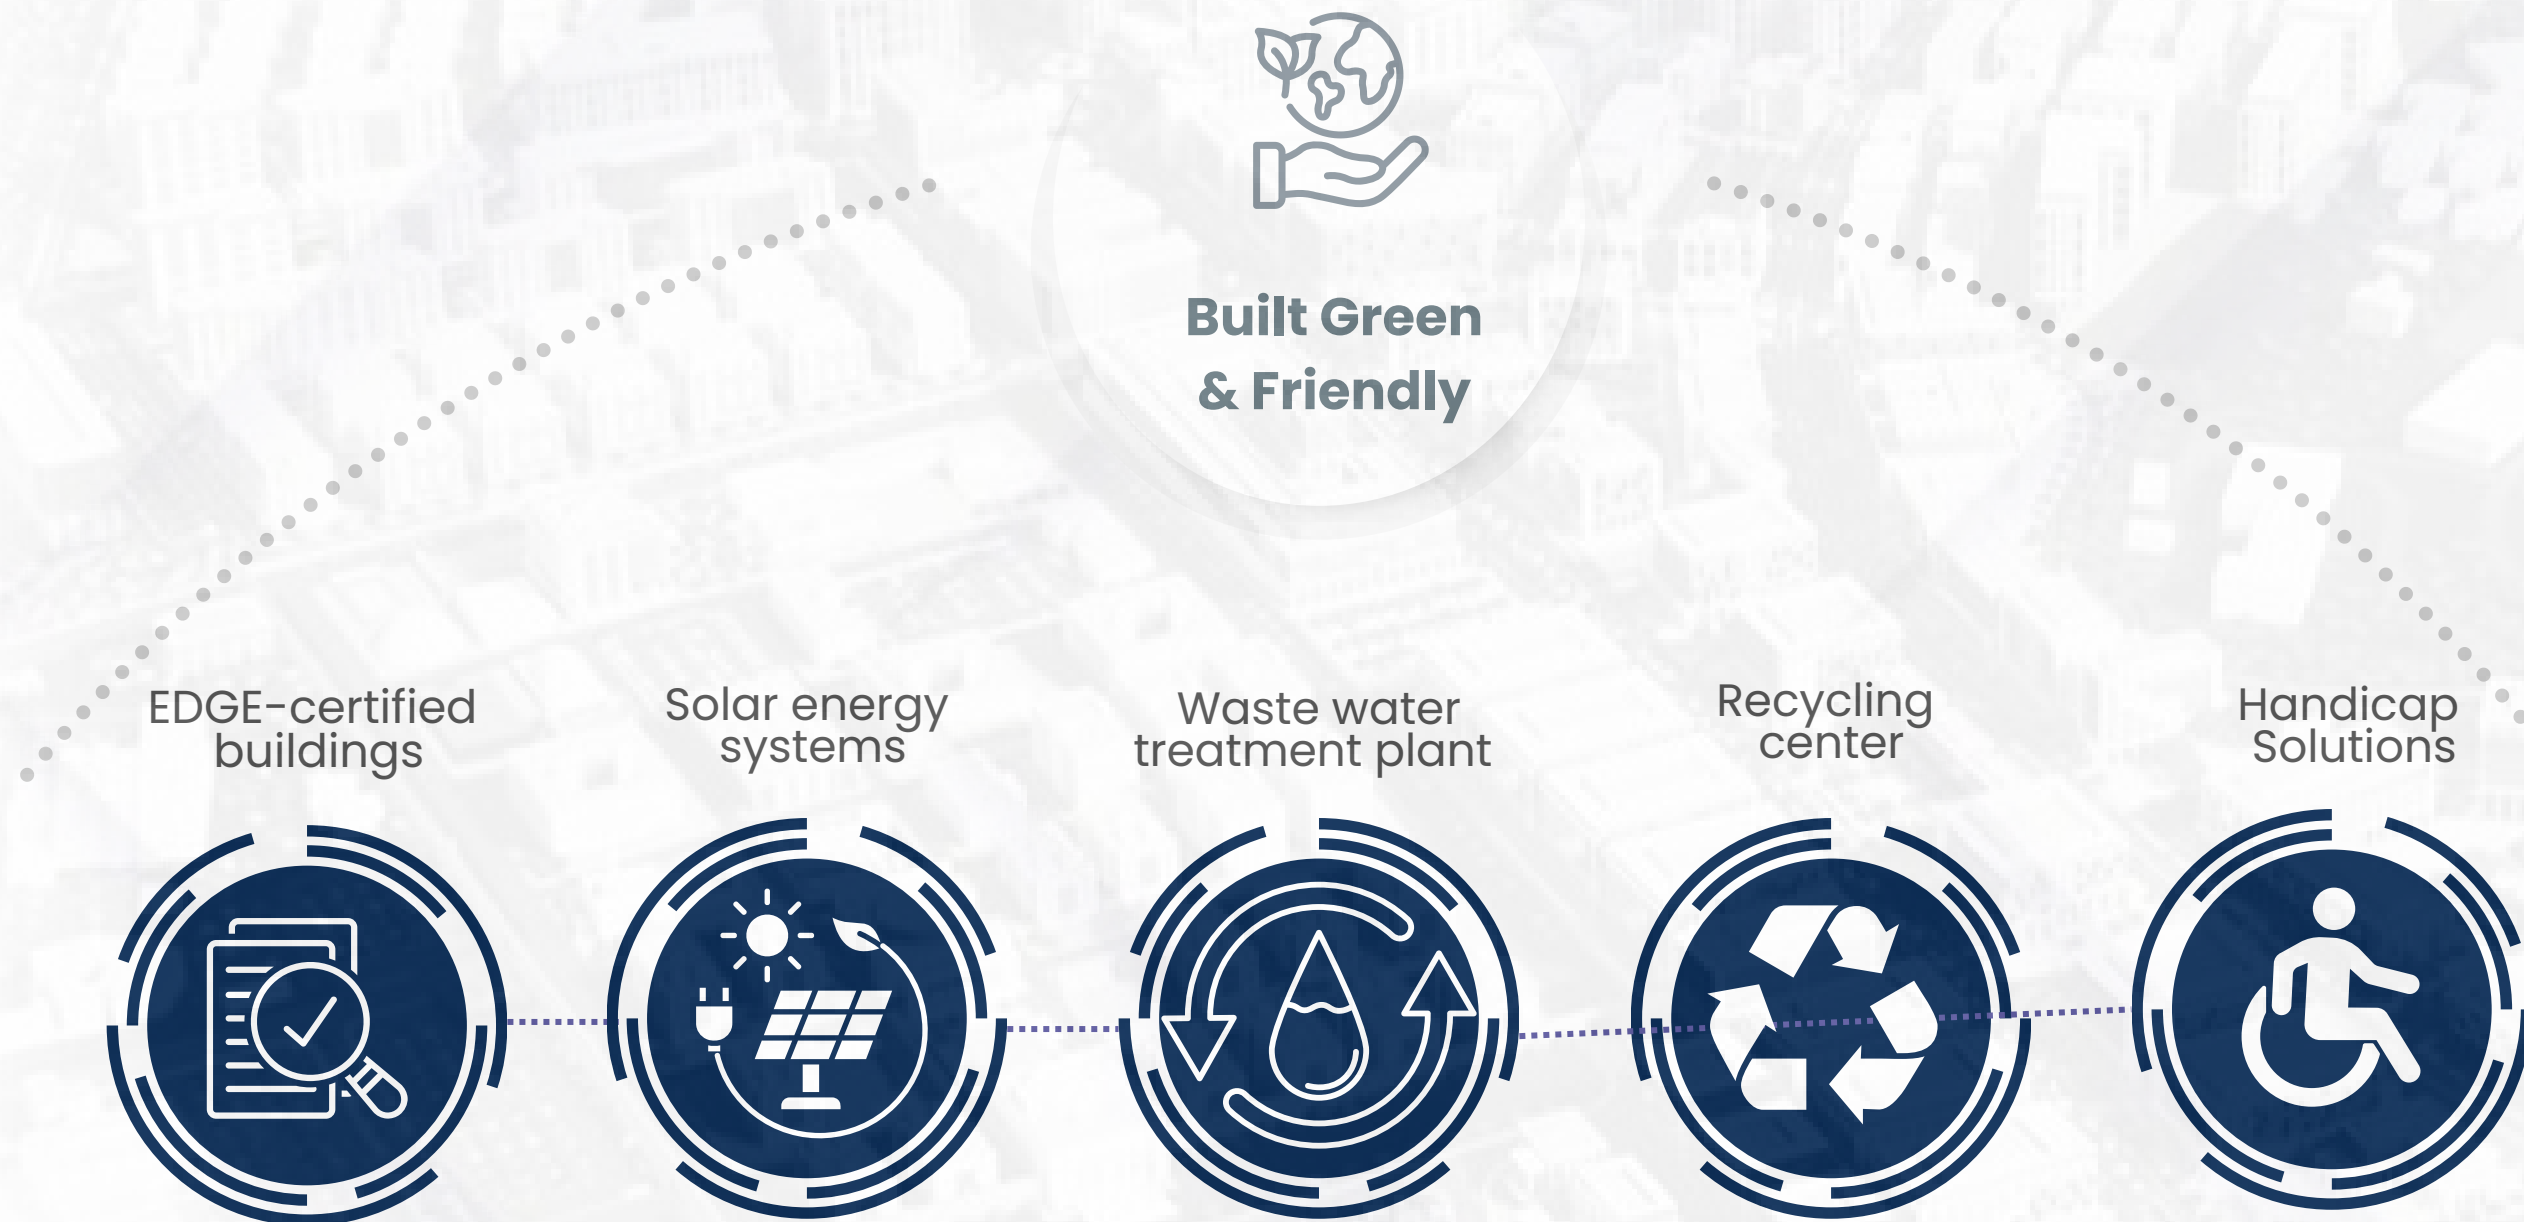 Built Green
& Friendly
EDGE-certified
buildings
Solar energy
systems
Waste water
treatment plant
Recycling
center
Handicap
Solutions